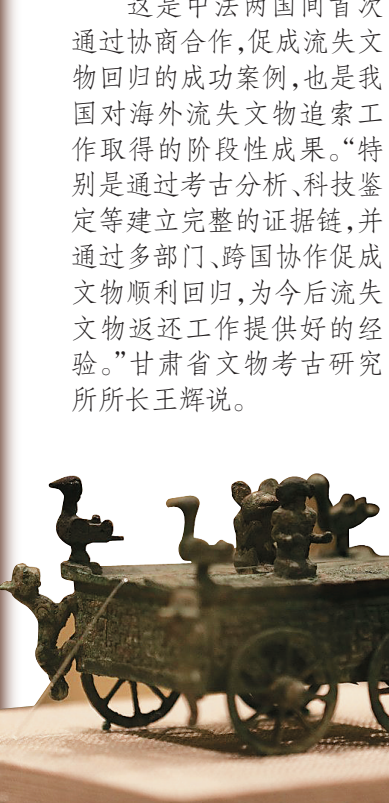 这是中法两国间首次
通过协商合作，促成流失文
物回归的成功案例，也是我
国对海外流失文物追索工
作取得的阶段性成果。“特
别是通过考古分析、科技鉴
定等建立完整的证据链，并
通过多部门、跨国协作促成
文物顺利回归，为今后流失
文物返还工作提供好的经
验。”甘肃省文物考古研究
所所长王辉说。